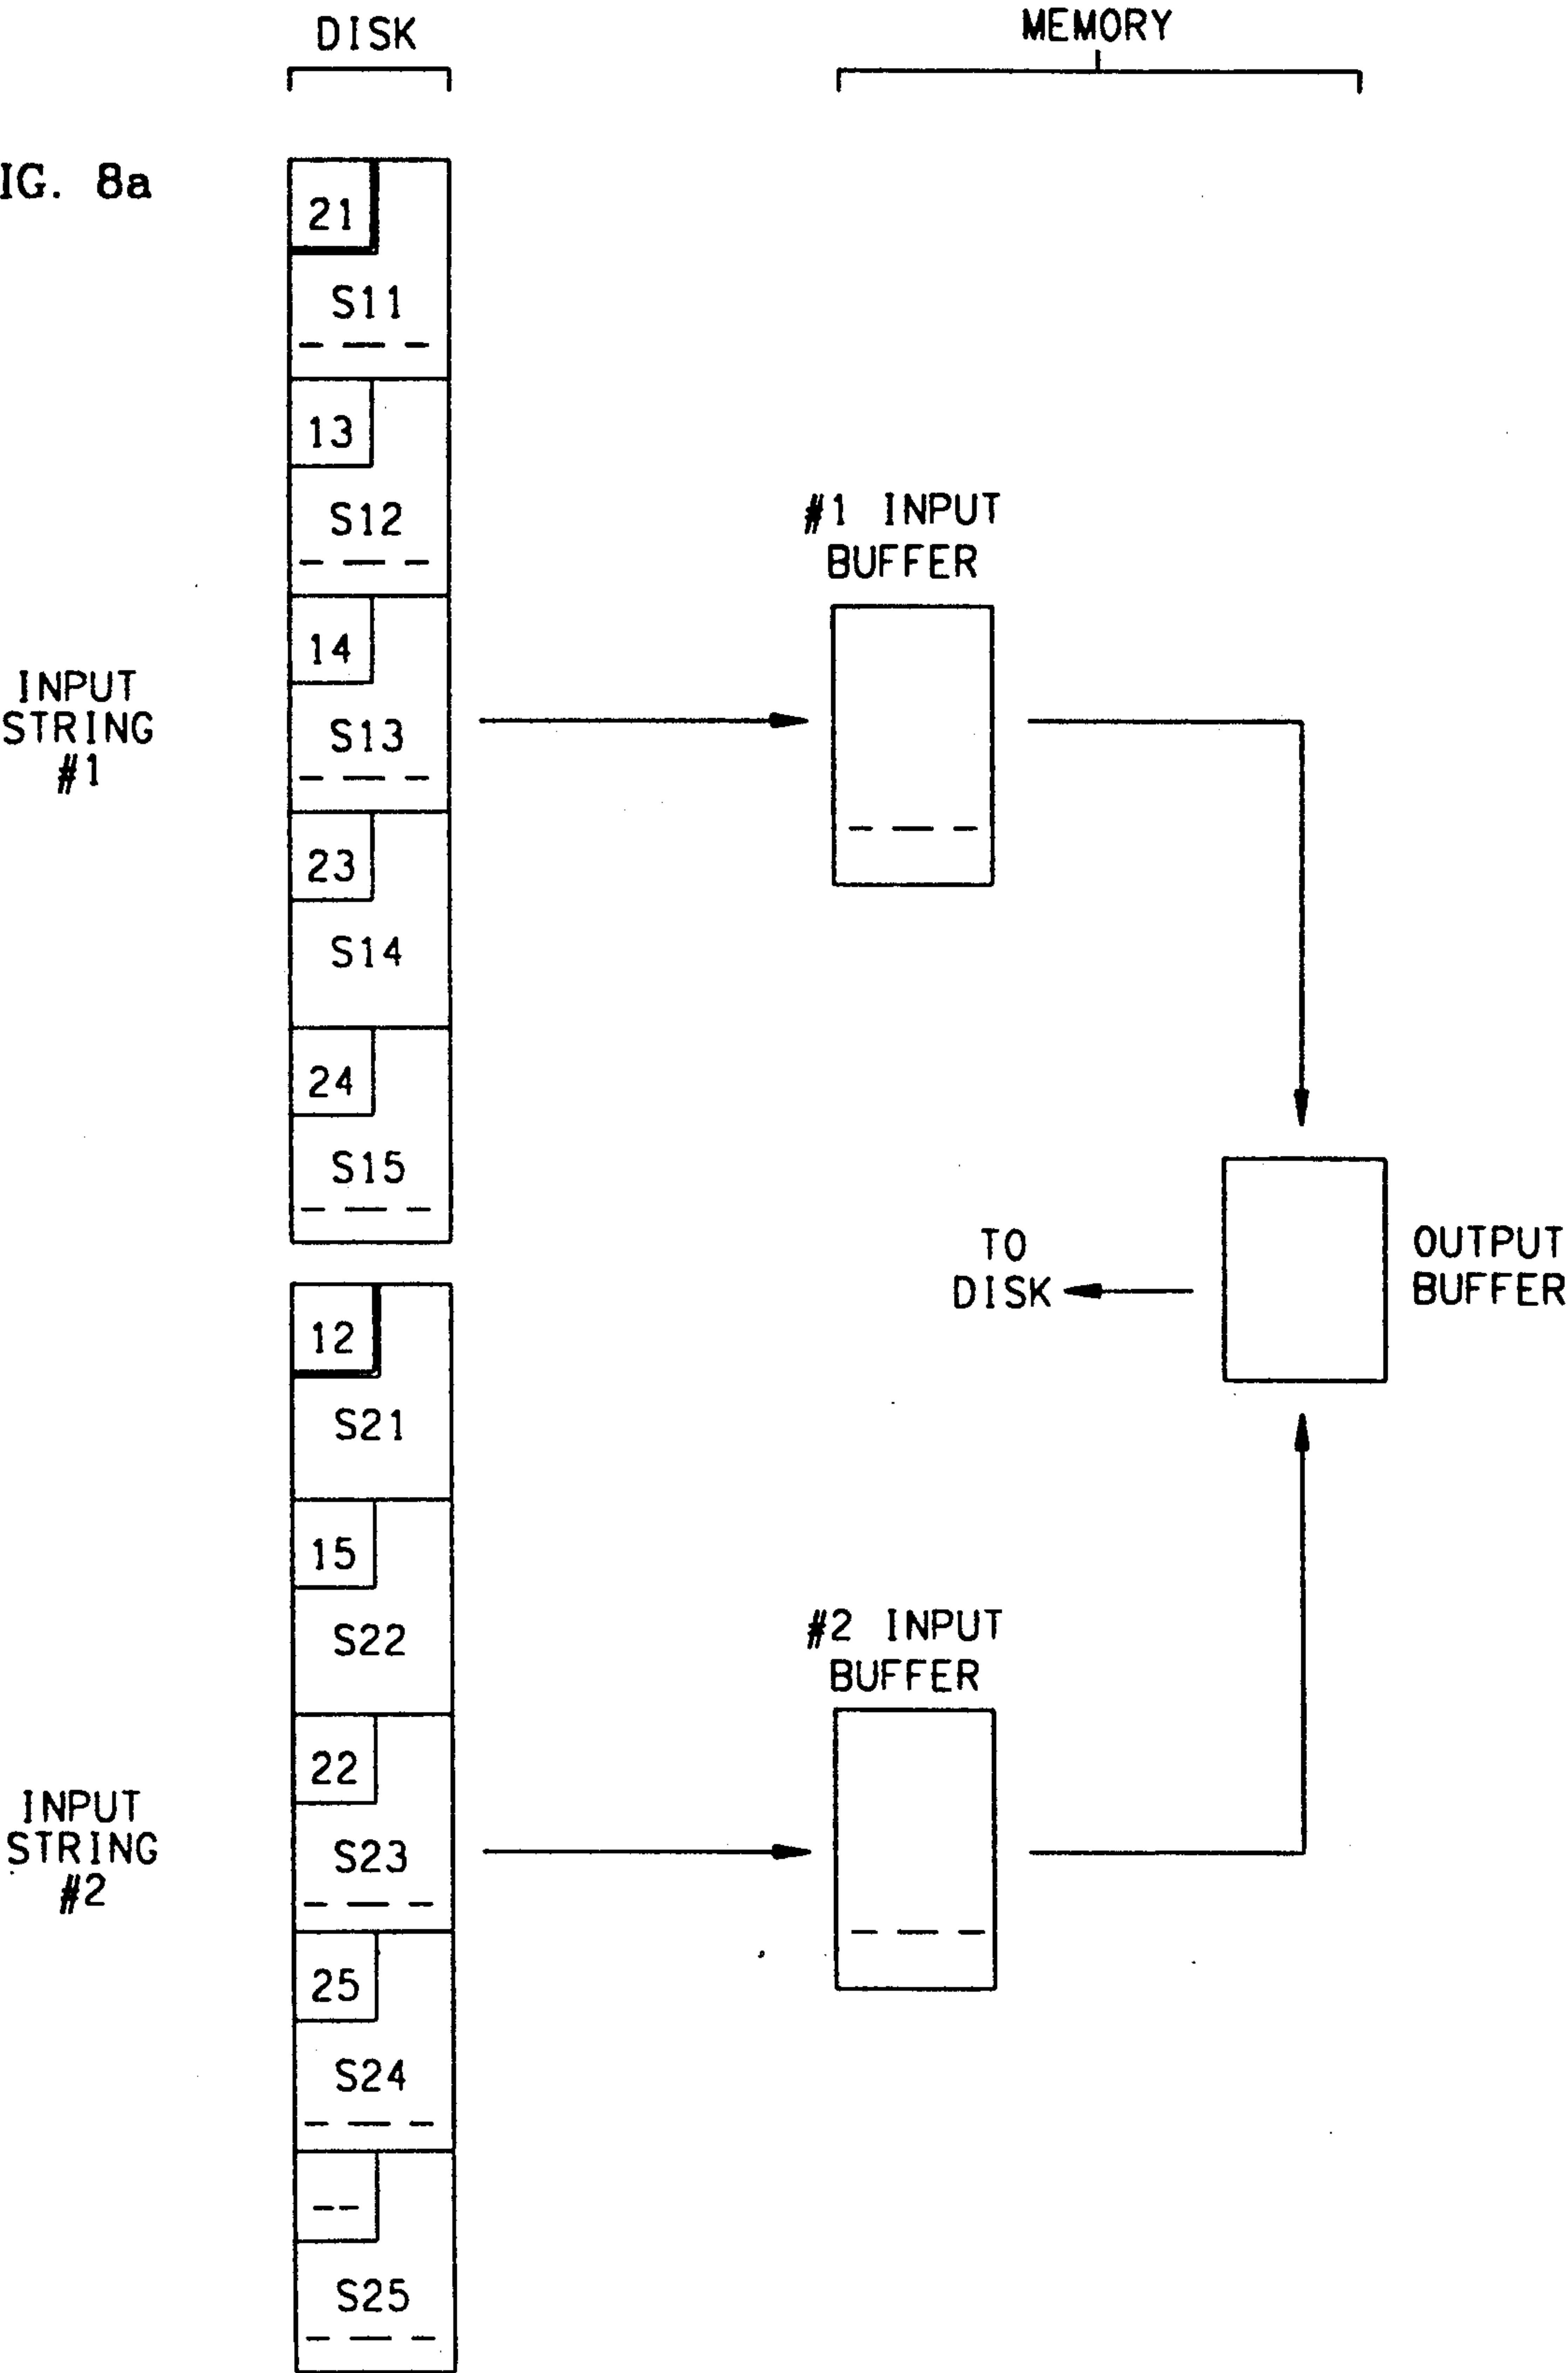 DISK
MEMORY
IG. 8a
21
S11
13
S12
14
S13
23
S14
24
S15
INPUT
STRING
#1
#1 INPUT
BUFFER
TO
DISK
OUTPUT
BUFFER
12
S21
15
S22
22
S23
25
S24
--
S25
INPUT
STRING
#2
#2 INPUT
BUFFER